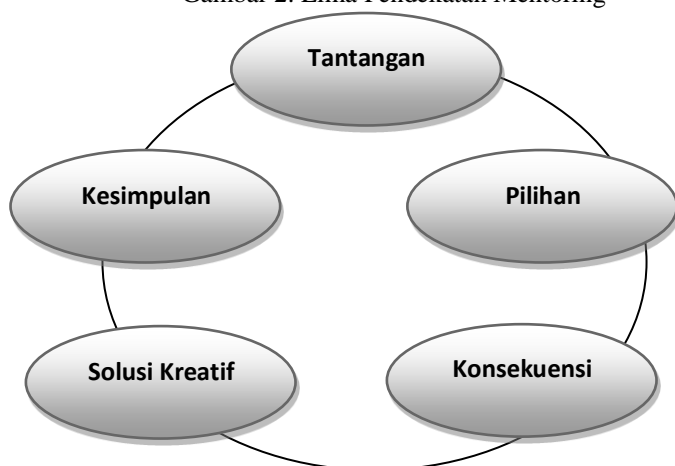 Gambar 2. Lima Pendekatan Mentoring
Tantangan
Pilihan
Konsekuensi
Solusi Kreatif
Kesimpulan